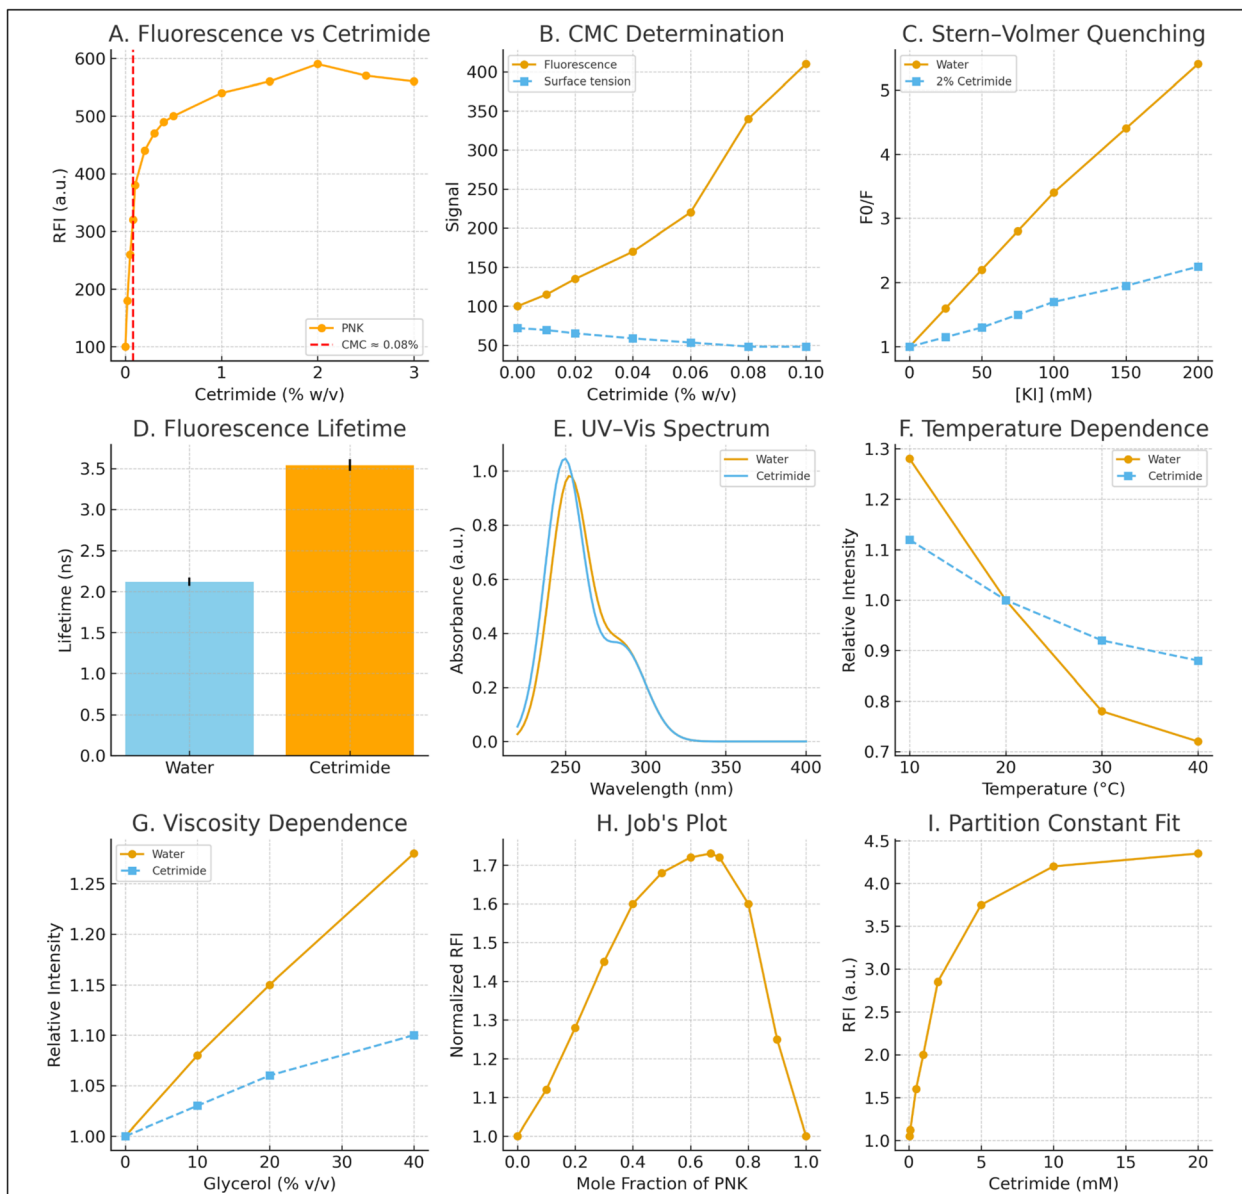 A. Fluorescence vs Cetrimide
600
500
400
300
200
100
RFI (a.u.)
PNK
CMC ≈ 0.08%
0 1 2 3
Cetrimide (% w/v)
B. CMC Determination
Fluorescence
Surface tension
400
350
300
250
200
150
100
50
Signal
0.00 0.02 0.04 0.06 0.08 0.10
Cetrimide (% w/v)
C. Stern–Volmer Quenching
Water
2% Cetrimide
5
4
3
2
1
F0/F
0 50 100 150 200
[KI] (mM)
D. Fluorescence Lifetime
3.5
3.0
2.5
2.0
1.5
1.0
0.5
0.0
Lifetime (ns)
Water Cetrimide
E. UV–Vis Spectrum
Water
Cetrimide
1.0
0.8
0.6
0.4
0.2
0.0
Absorbance (a.u.)
250 300 350 400
Wavelength (nm)
F. Temperature Dependence
Water
Cetrimide
1.3
1.2
1.1
1.0
0.9
0.8
0.7
Relative Intensity
10 20 30 40
Temperature (°C)
G. Viscosity Dependence
Water
Cetrimide
1.25
1.20
1.15
1.10
1.05
1.00
Relative Intensity
0 10 20 30 40
Glycerol (% v/v)
H. Job's Plot
1.7
1.6
1.5
1.4
1.3
1.2
1.1
1.0
Normalized RFI
0.0 0.2 0.4 0.6 0.8 1.0
Mole Fraction of PNK
I. Partition Constant Fit
4.5
4.0
3.5
3.0
2.5
2.0
1.5
1.0
RFI (a.u.)
0 5 10 15 20
Cetrimide (mM)